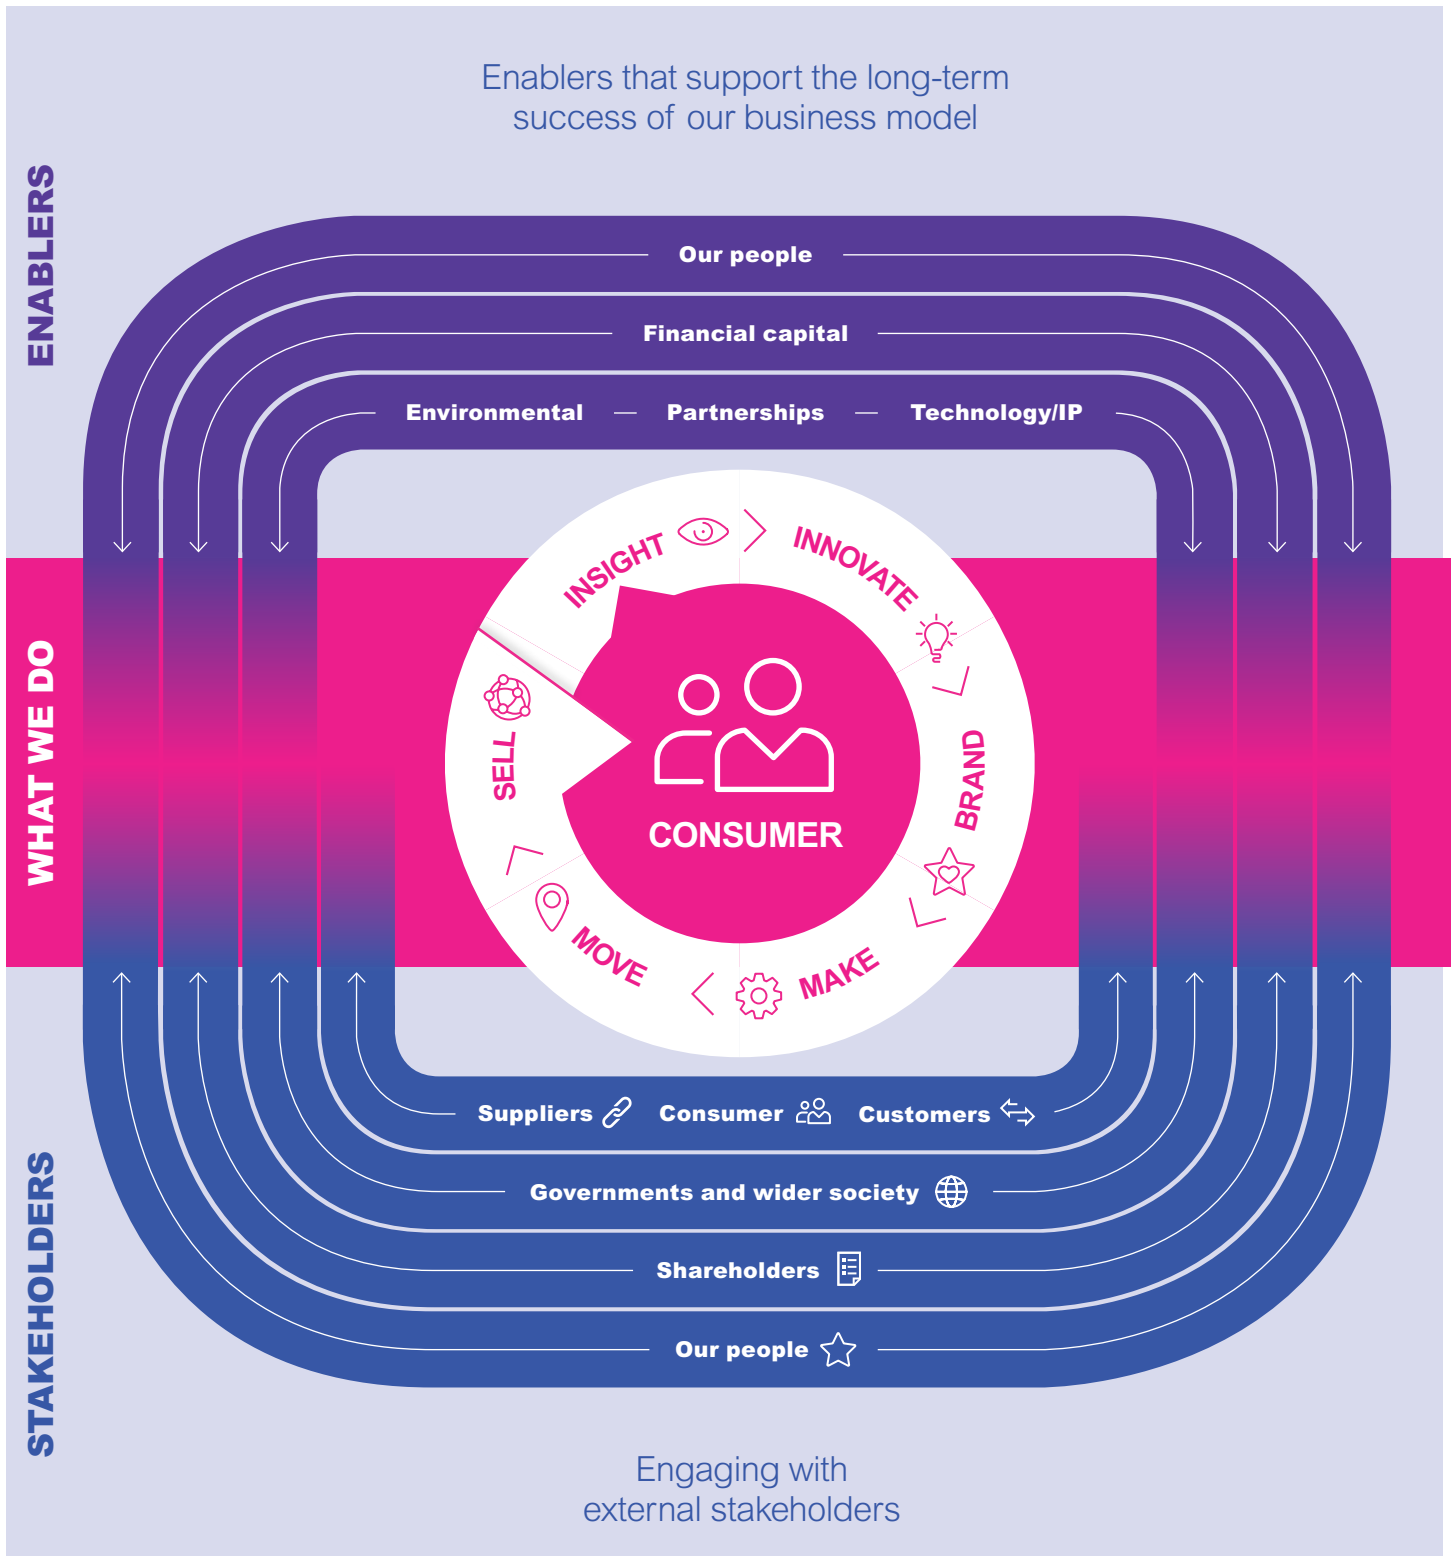 Enablers that support the long-term
success of our business model
ENABLERS
Our people
Financial capital
Environmental
Partnerships
Technology/IP
WHAT WE DO
INSIGHT
INNOVATE
BRAND
MAKE
MOVE
SELL
CONSUMER
STAKEHOLDERS
Suppliers
Consumer
Customers
Governments and wider society
Shareholders
Our people
Engaging with
external stakeholders